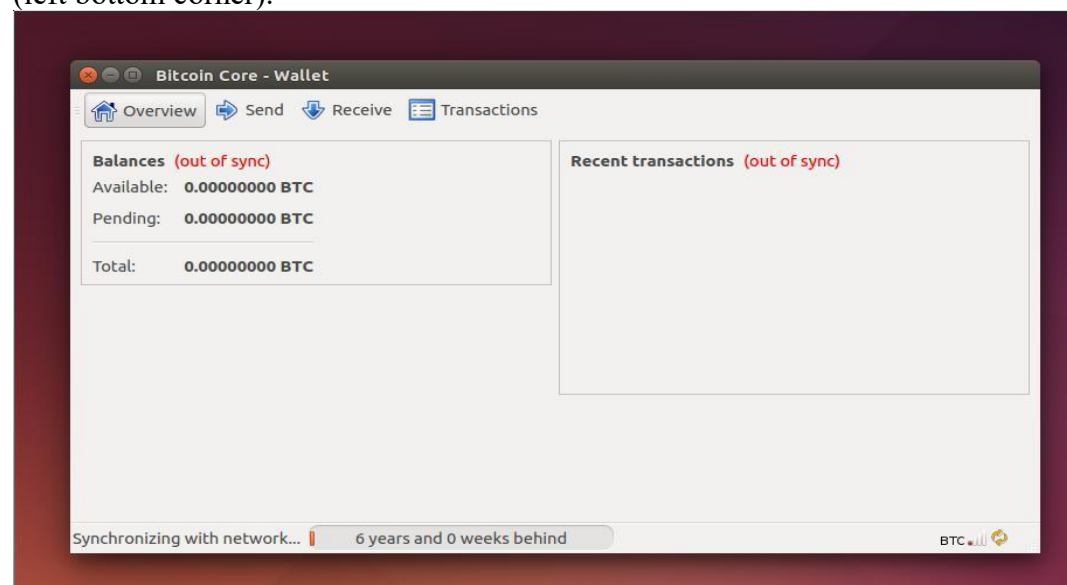 (left bottom corner).
Bitcoin Core - Wallet
Overview Send Receive Transactions
Balances (out of sync)
Available: 0.00000000 BTC
Pending: 0.00000000 BTC
Total: 0.00000000 BTC
Recent transactions (out of sync)
Synchronizing with network... 6 years and 0 weeks behind BTC